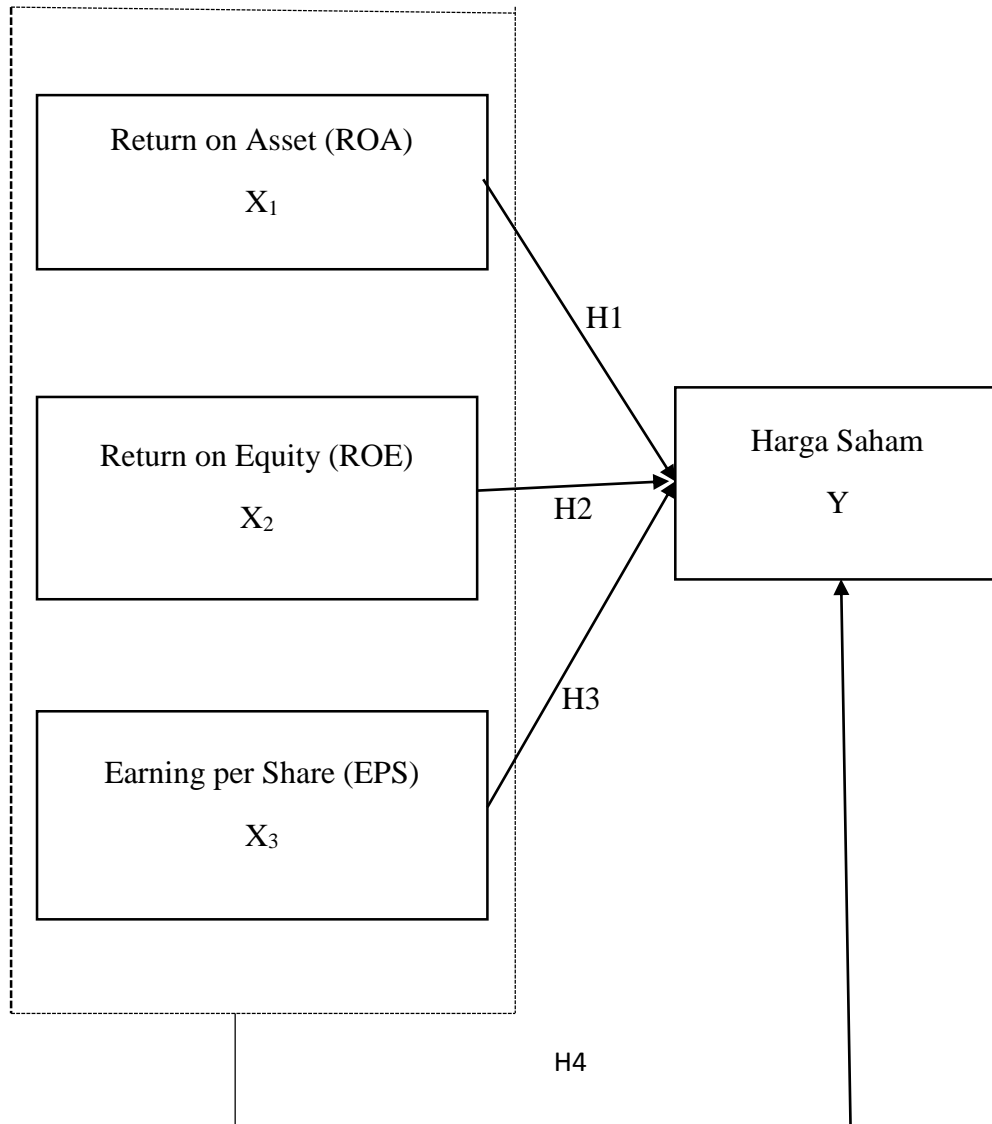 Return on Asset (ROA)
X₁
H1
Return on Equity (ROE)
X₂
H2
Harga Saham
Y
H3
Earning per Share (EPS)
X₃
H4